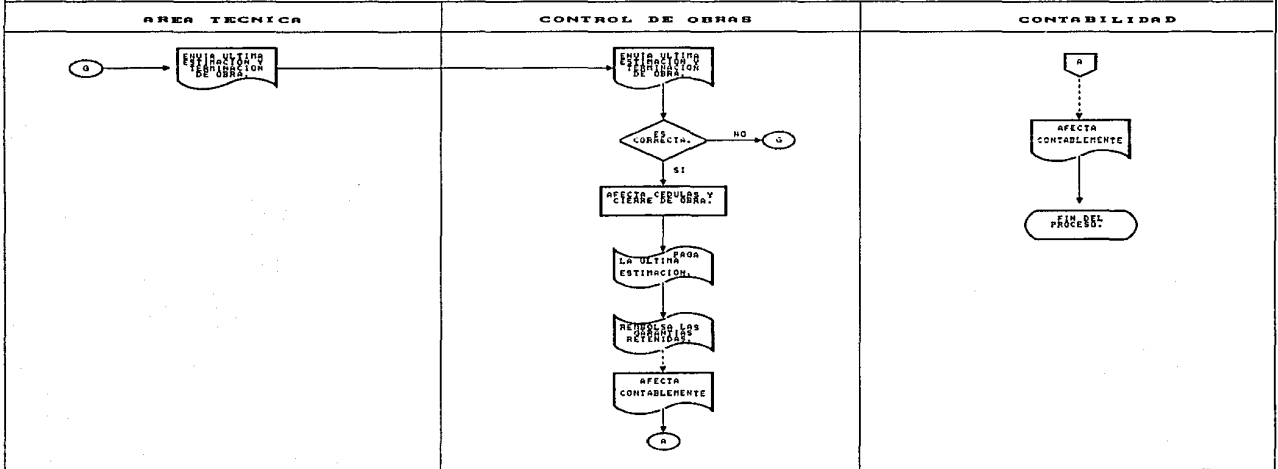 AREA TECNICA
CONTROL DE OBRAS
CONTABILIDAD
G
ENVIA ULTIMA
ESTIMACION Y
TERMINACION
DE OBRA.
ENVIA ULTIMA
ESTIMACION Y
TERMINACION
DE OBRA.
ES
CORRECTA.
NO
G
SI
AFECTA CEDULAS Y
CIERRE DE OBRA.
PAGA
LA ULTIMA
ESTIMACION.
REMBOLSA LAS
GARANTIAS
RETENIDAS.
AFECTA
CONTABLEMENTE
A
A
AFECTA
CONTABLEMENTE
FIN DEL
PROCESO.